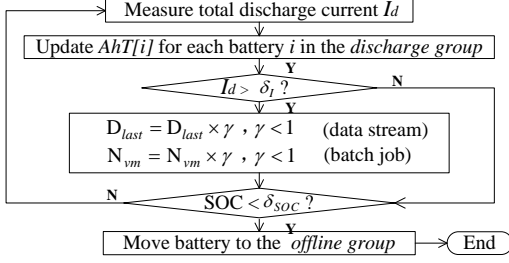 Measure total discharge current I_d
Update AhT[i] for each battery i in the discharge group
Y
I_d > δ_I ?
N
Y
D_last = D_last × γ , γ < 1 (data stream)
N_vm = N_vm × γ , γ < 1 (batch job)
N
SOC < δ_SOC ?
Y
Move battery to the offline group
End